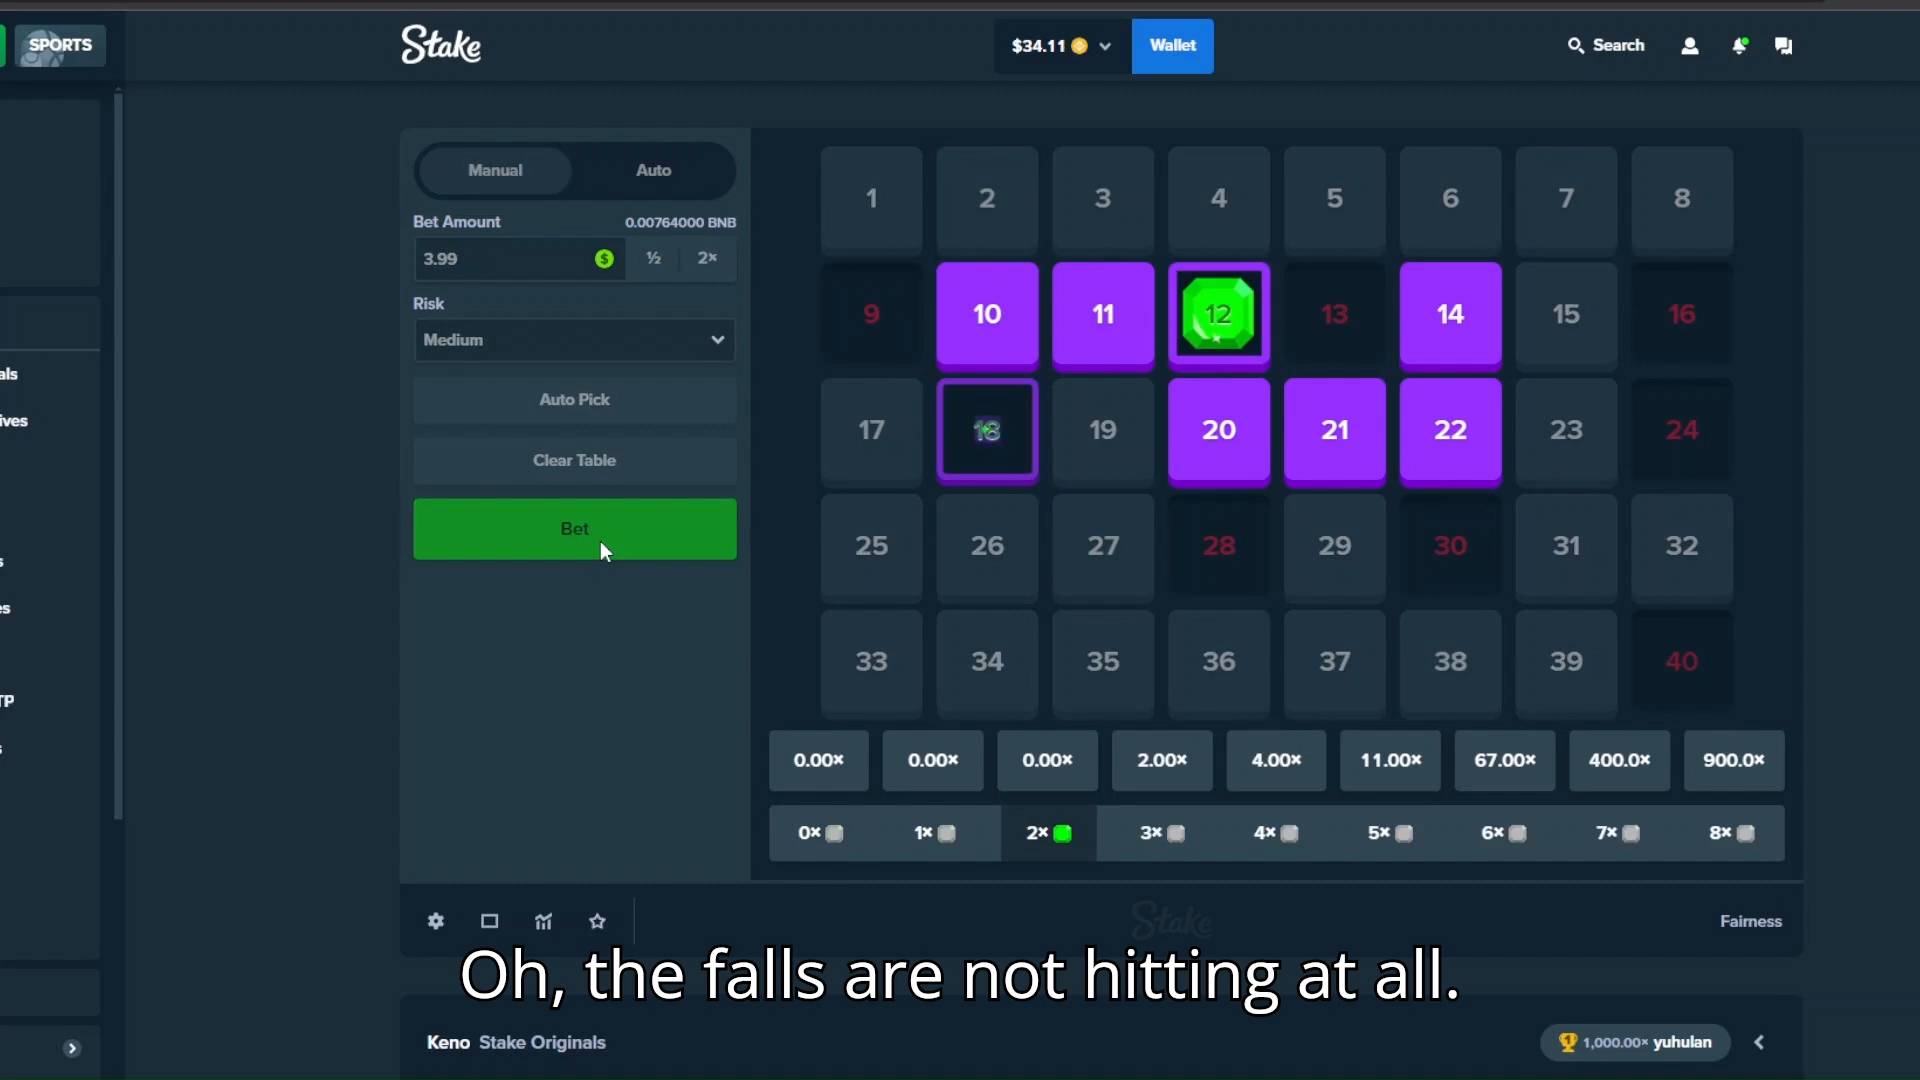 SPORTS
Stake
$34.11
Wallet
Search
Manual
Auto
Bet Amount
0.00764000 BNB
3.99
$
½
2×
Risk
Medium
Auto Pick
Clear Table
Bet
1 2 3 4 5 6 7 8
9 10 11 12 13 14 15 16
17 18 19 20 21 22 23 24
25 26 27 28 29 30 31 32
33 34 35 36 37 38 39 40
als
ives
s
es
TP
s
0.00× 0.00× 0.00× 2.00× 4.00× 11.00× 67.00× 400.0× 900.0×
0× 1× 2× 3× 4× 5× 6× 7× 8×
Stake
Fairness
Oh, the falls are not hitting at all.
Keno Stake Originals
1 1,000.00× yuhulan